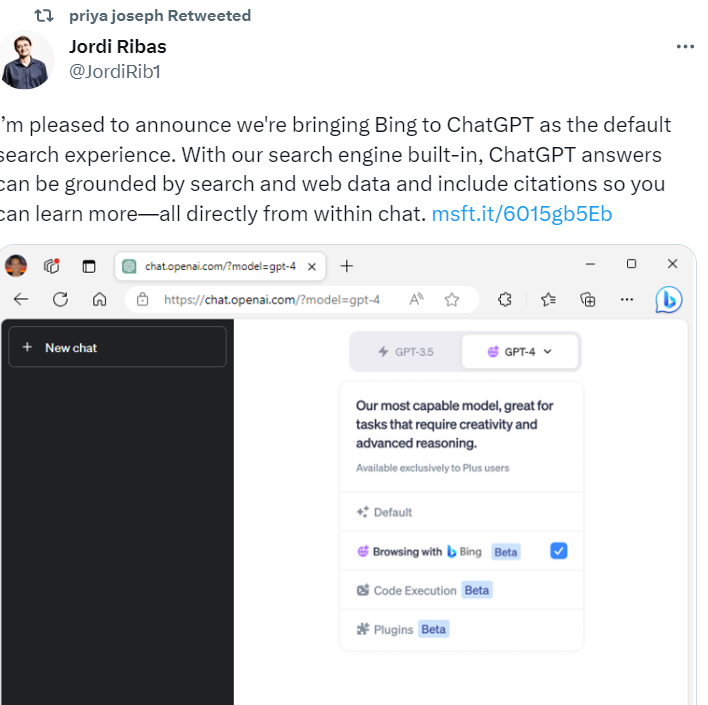 priya joseph Retweeted
Jordi Ribas
@JordiRib1
I'm pleased to announce we're bringing Bing to ChatGPT as the default
search experience. With our search engine built-in, ChatGPT answers
can be grounded by search and web data and include citations so you
can learn more—all directly from within chat. msft.it/6015gb5Eb
chat.openai.com/?model=gpt-4
https://chat.openai.com/?model=gpt-4
New chat
GPT-3.5
GPT-4
Our most capable model, great for
tasks that require creativity and
advanced reasoning.
Available exclusively to Plus users
Default
Browsing with Bing Beta
Code Execution Beta
Plugins Beta